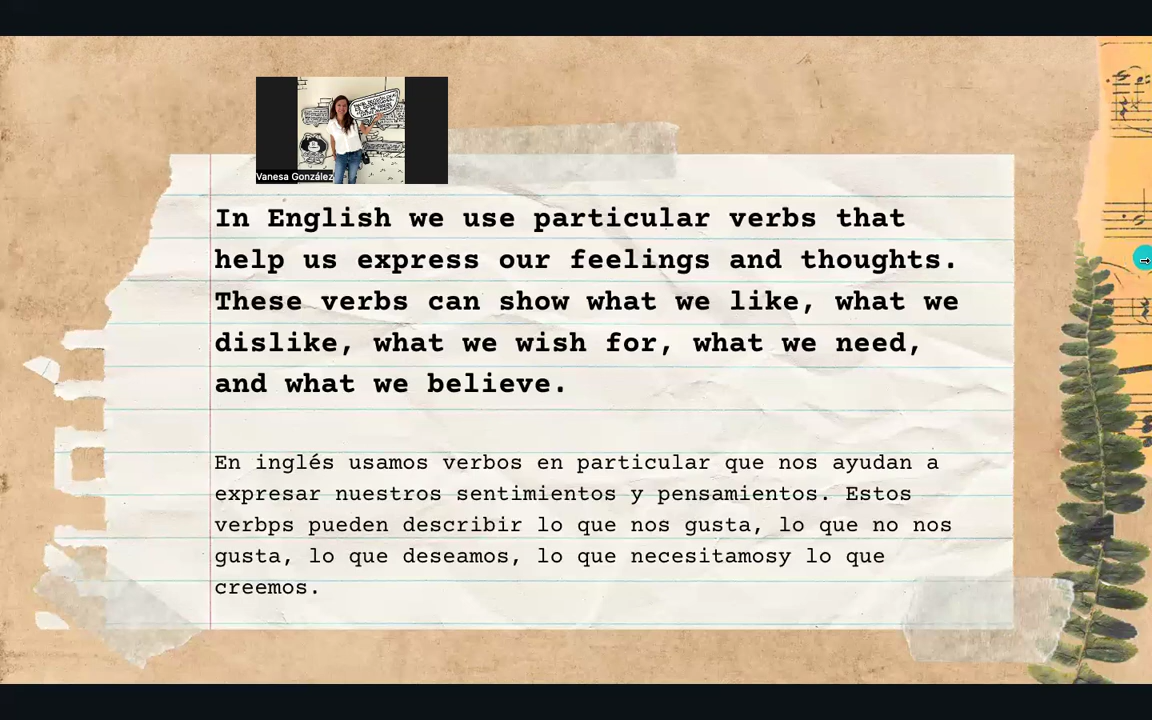 Vanesa González
In English we use particular verbs that
help us express our feelings and thoughts.
These verbs can show what we like, what we
dislike, what we wish for, what we need,
and what we believe.
En inglés usamos verbos en particular que nos ayudan a
expresar nuestros sentimientos y pensamientos. Estos
verbps pueden describir lo que nos gusta, lo que no nos
gusta, lo que deseamos, lo que necesitamosy lo que
creemos.